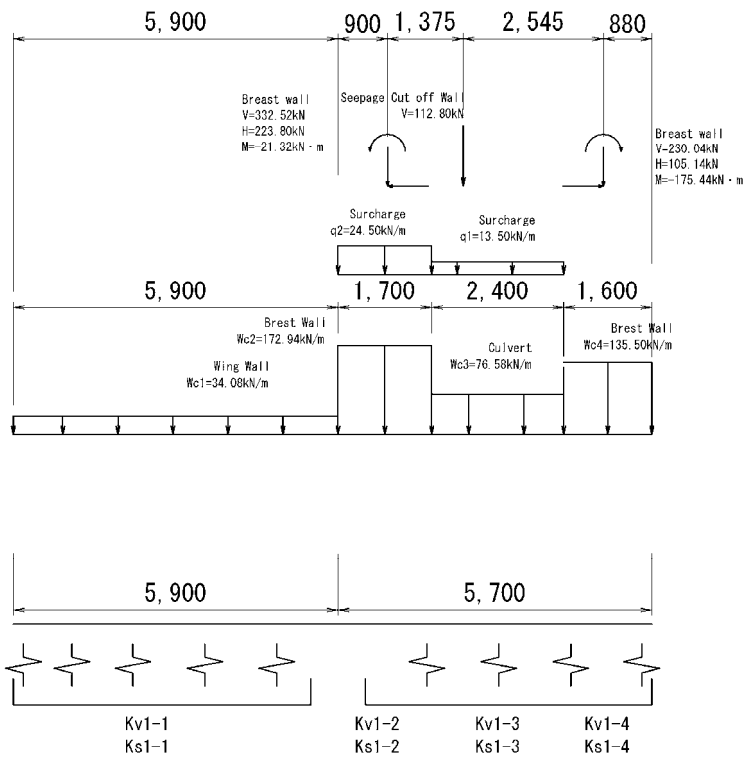 5,900 900 1,375 2,545 880
Breast wall
V=332.52kN
H=223.80kN
M=-21.32kN・m
Seepage Cut off Wall
V=112.80kN
Breast wall
V=230.04kN
H=105.14kN
M=-175.44kN・m
Surcharge
q2=24.50kN/m
Surcharge
q1=13.50kN/m
5,900 1,700 2,400 1,600
Brest Wall
Wc2=172.94kN/m
Wing Wall
Wc1=34.08kN/m
Culvert
Wc3=76.58kN/m
Brest Wall
Wc4=135.50kN/m
5,900 5,700
Kv1-1 Kv1-2 Kv1-3 Kv1-4
Ks1-1 Ks1-2 Ks1-3 Ks1-4